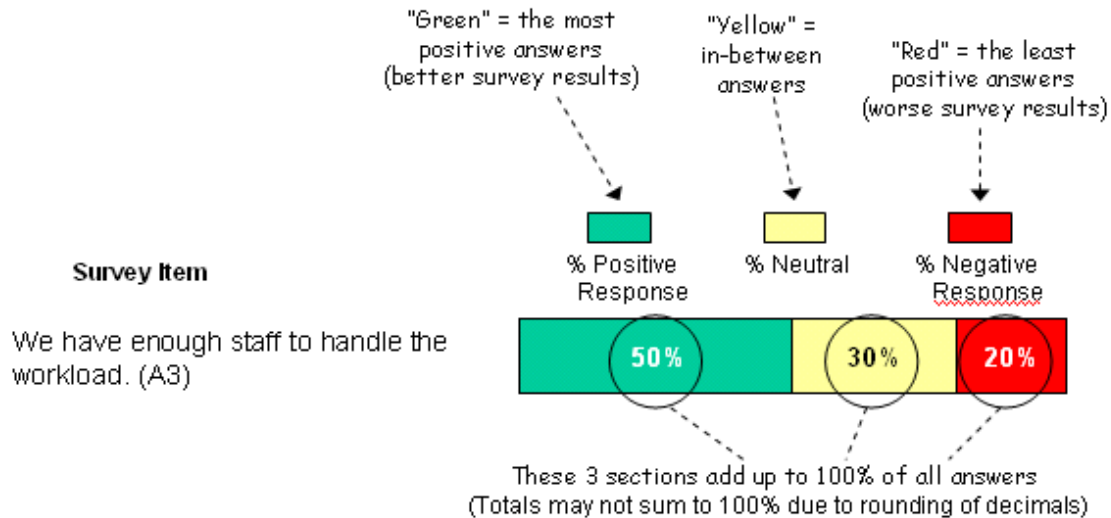 "Green" = the most
positive answers
(better survey results)
"Yellow" =
in-between
answers
"Red" = the least
positive answers
(worse survey results)
Survey Item
% Positive
Response
% Neutral
% Negative
Response
We have enough staff to handle the
workload. (A3)
50%
30%
20%
These 3 sections add up to 100% of all answers
(Totals may not sum to 100% due to rounding of decimals)